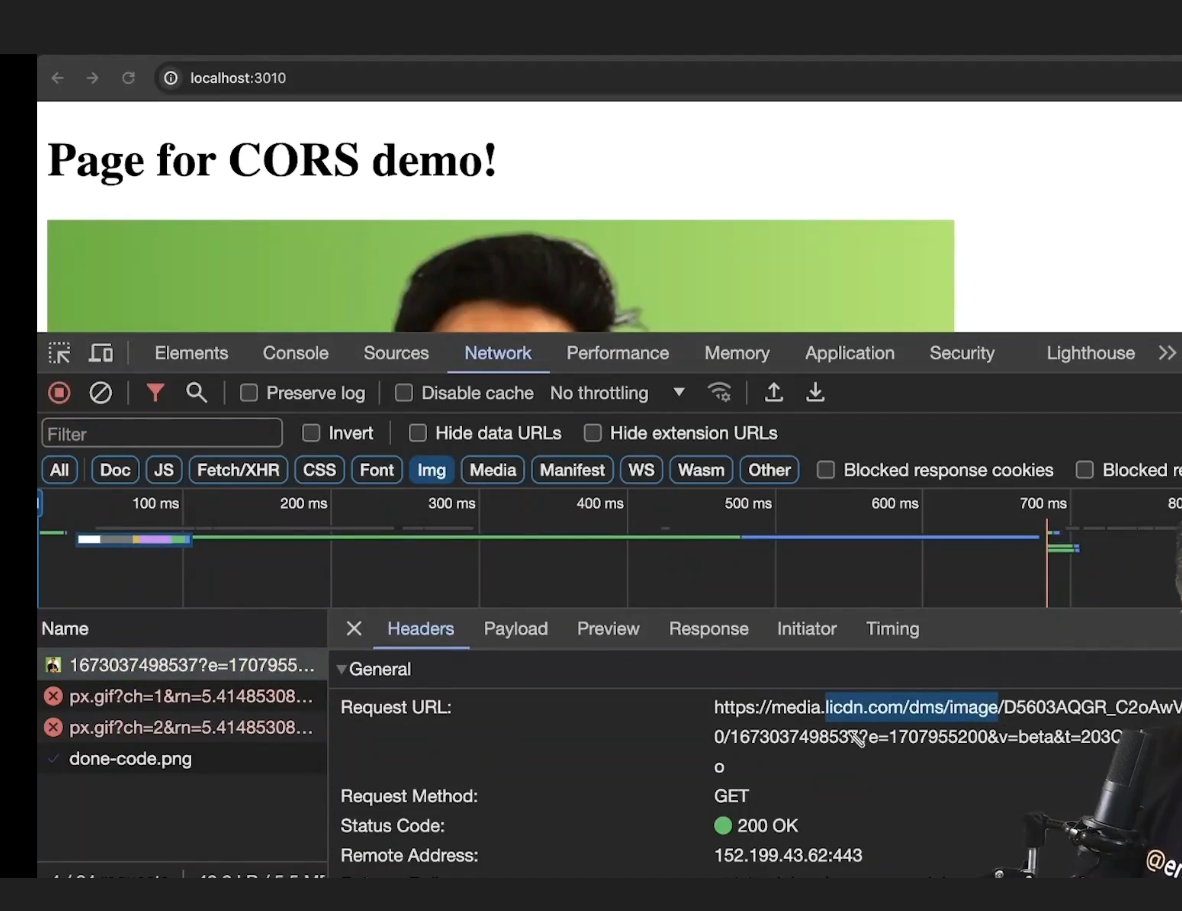 localhost:3010
Page for CORS demo!
Elements Console Sources Network Performance Memory Application Security Lighthouse
Preserve log Disable cache No throttling
Filter Invert Hide data URLs Hide extension URLs
All Doc JS Fetch/XHR CSS Font Img Media Manifest WS Wasm Other Blocked response cookies Blocked re
100 ms 200 ms 300 ms 400 ms 500 ms 600 ms 700 ms 80
Name Headers Payload Preview Response Initiator Timing
1673037498537?e=1707955… General
px.gif?ch=1&rn=5.41485308… Request URL: https://media.licdn.com/dms/image/D5603AQGR_C2oAwV
px.gif?ch=2&rn=5.41485308… 0/1673037498537?e=1707955200&v=beta&t=203
done-code.png
o
Request Method: GET
Status Code: 200 OK
Remote Address: 152.199.43.62:443
@er